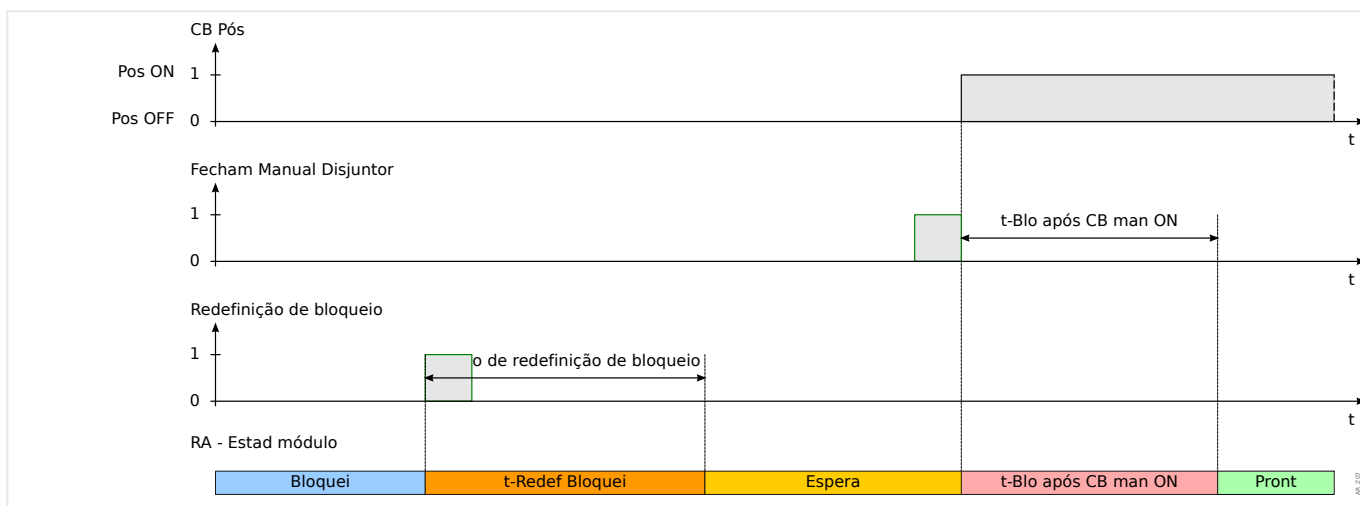 CB Pós
Pos ON 1
Pos OFF 0
t
Fecham Manual Disjuntor
1
t-Blo após CB man ON
0
t
Redefinição de bloqueio
1
o de redefinição de bloqueio
0
t
RA - Estad módulo
Bloquei t-Redef Bloquei Espera t-Blo após CB man ON Pront